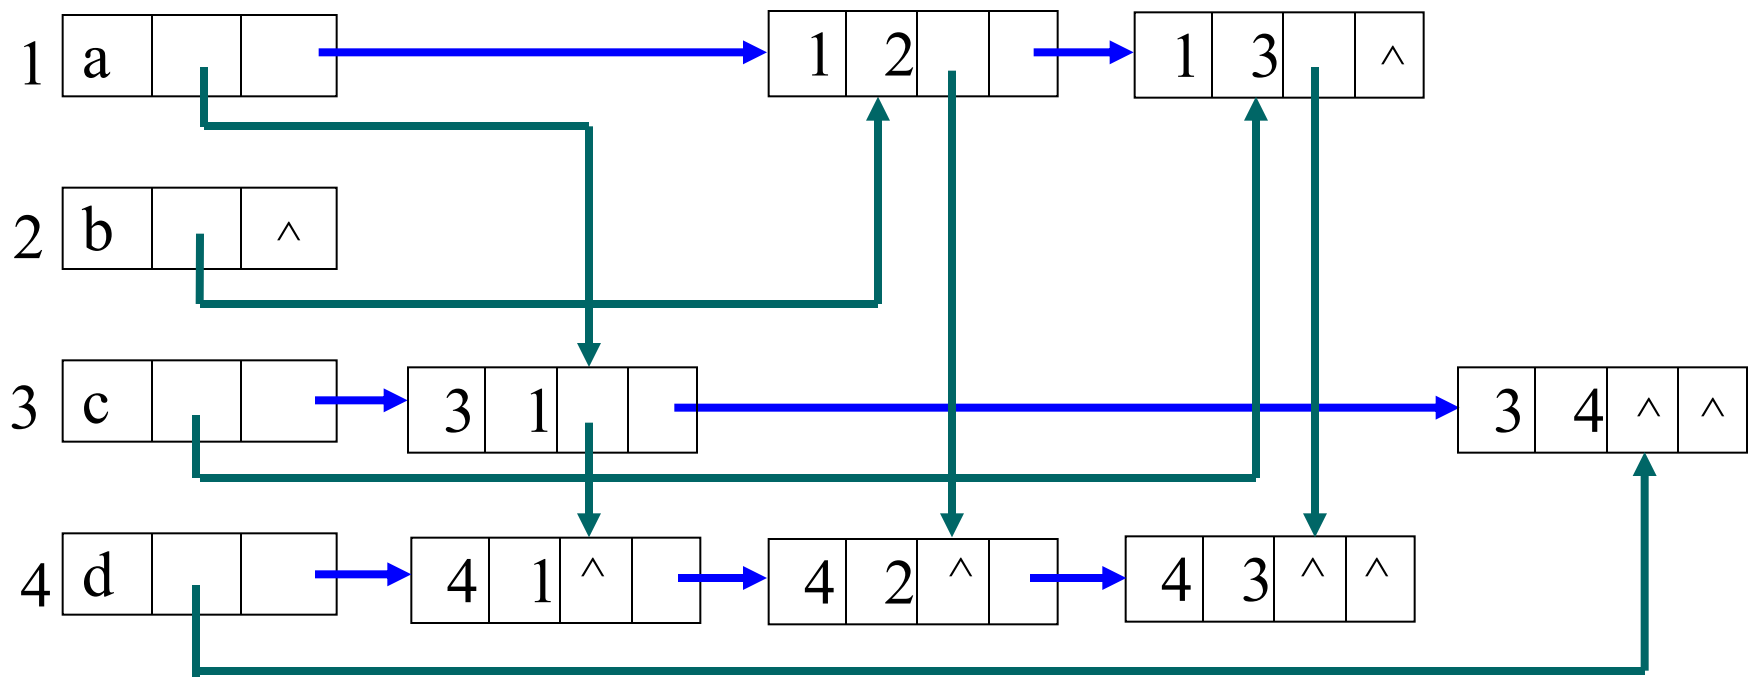 1 a 1 2 1 3 ^
2 b ^
3 c 3 1 3 4 ^ ^
4 d 4 1 ^ 4 2 ^ 4 3 ^ ^